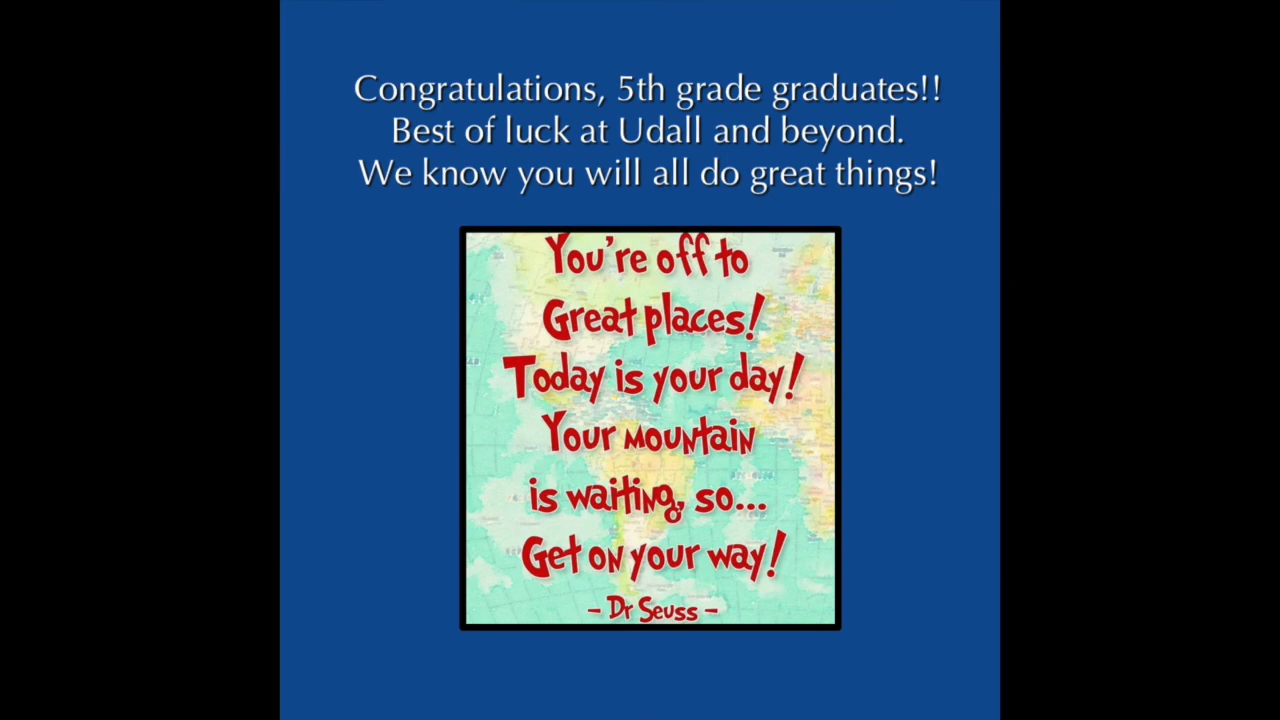 Congratulations, 5th grade graduates!!
Best of luck at Udall and beyond.
We know you will all do great things!
You're off to
Great places!
Today is your day!
Your mountain
is waiting, so...
Get on your way!
– Dr Seuss –